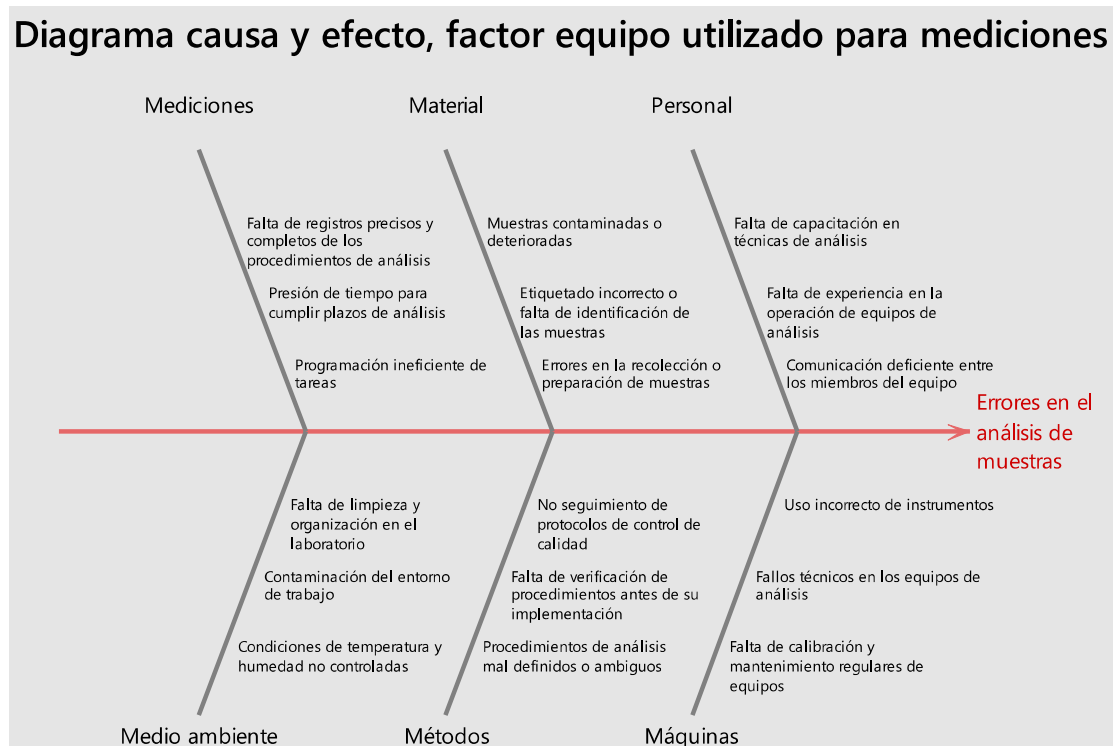 Diagrama causa y efecto, factor equipo utilizado para mediciones
Mediciones
Material
Personal
Falta de registros precisos y
completos de los
procedimientos de análisis
Presión de tiempo para
cumplir plazos de análisis
Programación ineficiente de
tareas
Muestras contaminadas o
deterioradas
Etiquetado incorrecto o
falta de identificación de
las muestras
Errores en la recolección o
preparación de muestras
Falta de capacitación en
técnicas de análisis
Falta de experiencia en la
operación de equipos de
análisis
Comunicación deficiente entre
los miembros del equipo
Errores en el
análisis de
muestras
Falta de limpieza y
organización en el
laboratorio
Contaminación del entorno
de trabajo
Condiciones de temperatura y
humedad no controladas
No seguimiento de
protocolos de control de
calidad
Falta de verificación de
procedimientos antes de su
implementación
Procedimientos de análisis
mal definidos o ambiguos
Uso incorrecto de instrumentos
Fallos técnicos en los equipos de
análisis
Falta de calibración y
mantenimiento regulares de
equipos
Medio ambiente
Métodos
Máquinas